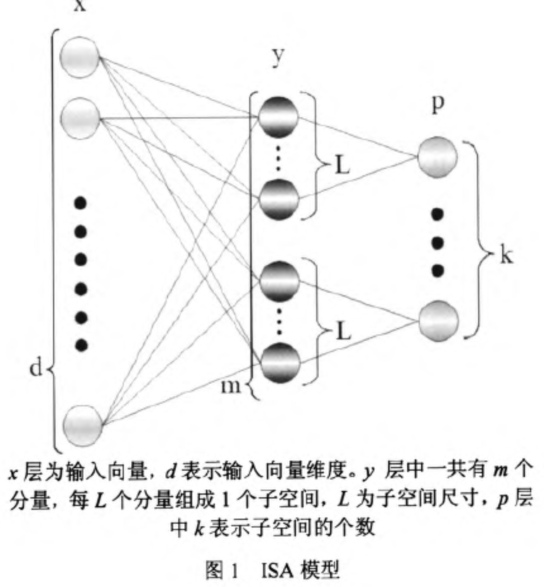 x
y
p
L
k
L
d
m
x 层为输入向量，d 表示输入向量维度。y 层中一共有 m 个
分量，每 L 个分量组成 1 个子空间，L 为子空间尺寸，p 层
中 k 表示子空间的个数
图 1 ISA 模型